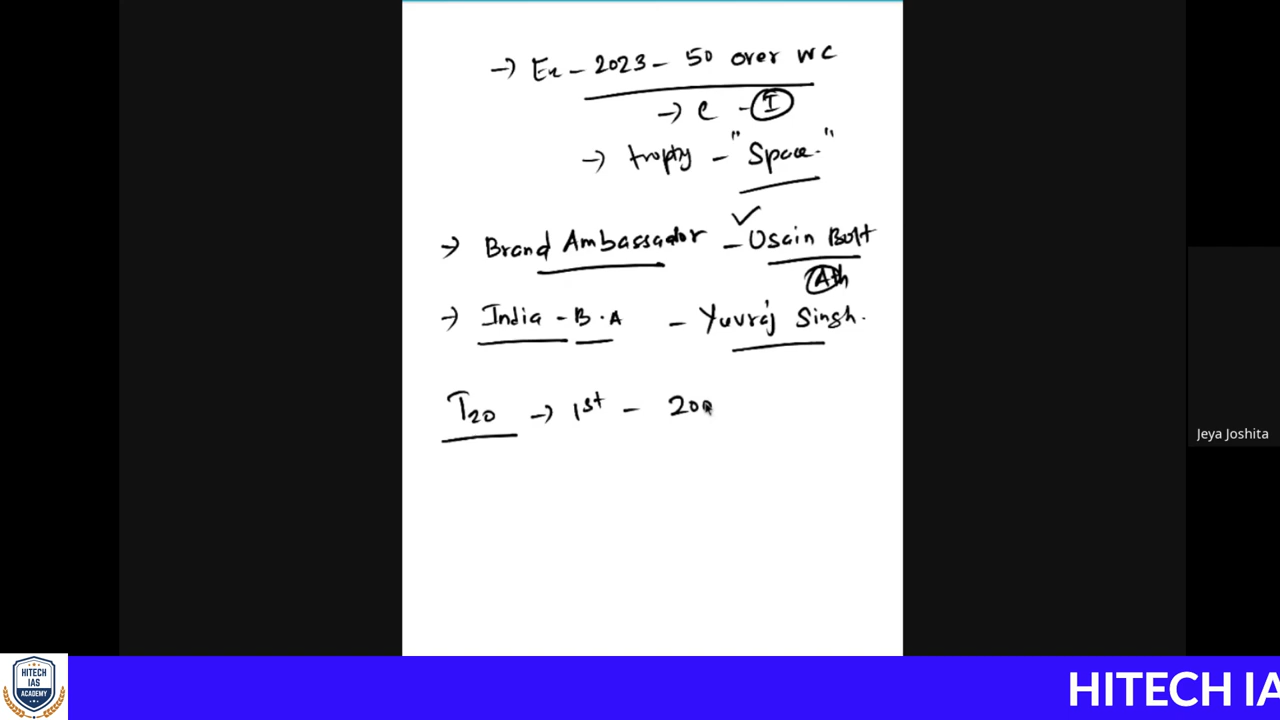 → Ex - 2023 - 50 over WC
→ C - I
→ tropty - "Space."
→ Brand Ambassador - Usain Bolt
Ath
→ India - B.A - Yuvraj Singh.
T20 → 1st - 200
Jeya Joshita
HITECH
IAS
ACADEMY
HITECH IA